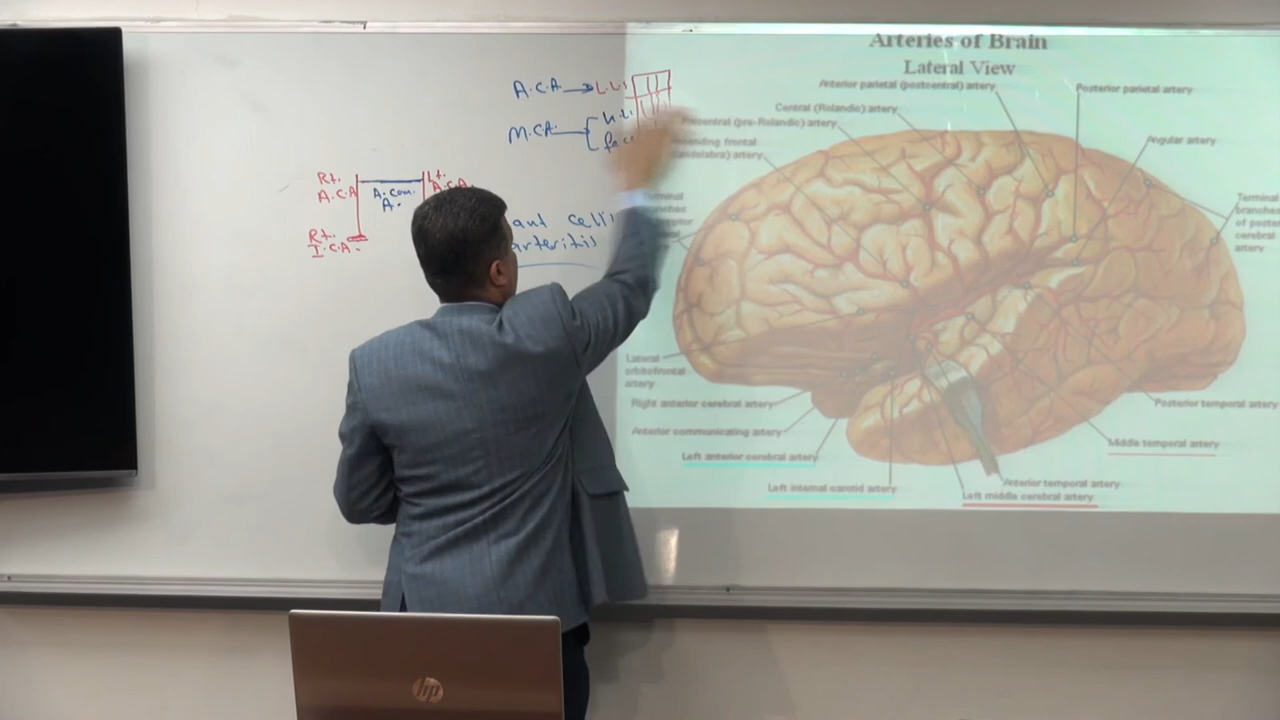 A.C.A → L.L.
M.C.A.
Rt.
A.C.A
A.Com.
A.
Lt.
A.C.A.
Rt.
I.C.A.
arteritis
Arteries of Brain
Lateral View
Anterior parietal (postcentral) artery
Posterior parietal artery
Central (Rolandic) artery
(pre-Rolandic) artery
frontal
artery
Angular artery
Terminal
branches
of
cerebral
artery
Lateral
orbitofrontal
artery
Right anterior cerebral artery
Anterior communicating artery
Left anterior cerebral artery
Left internal carotid artery
Posterior temporal artery
Middle temporal artery
Anterior temporal artery
Left middle cerebral artery
hp